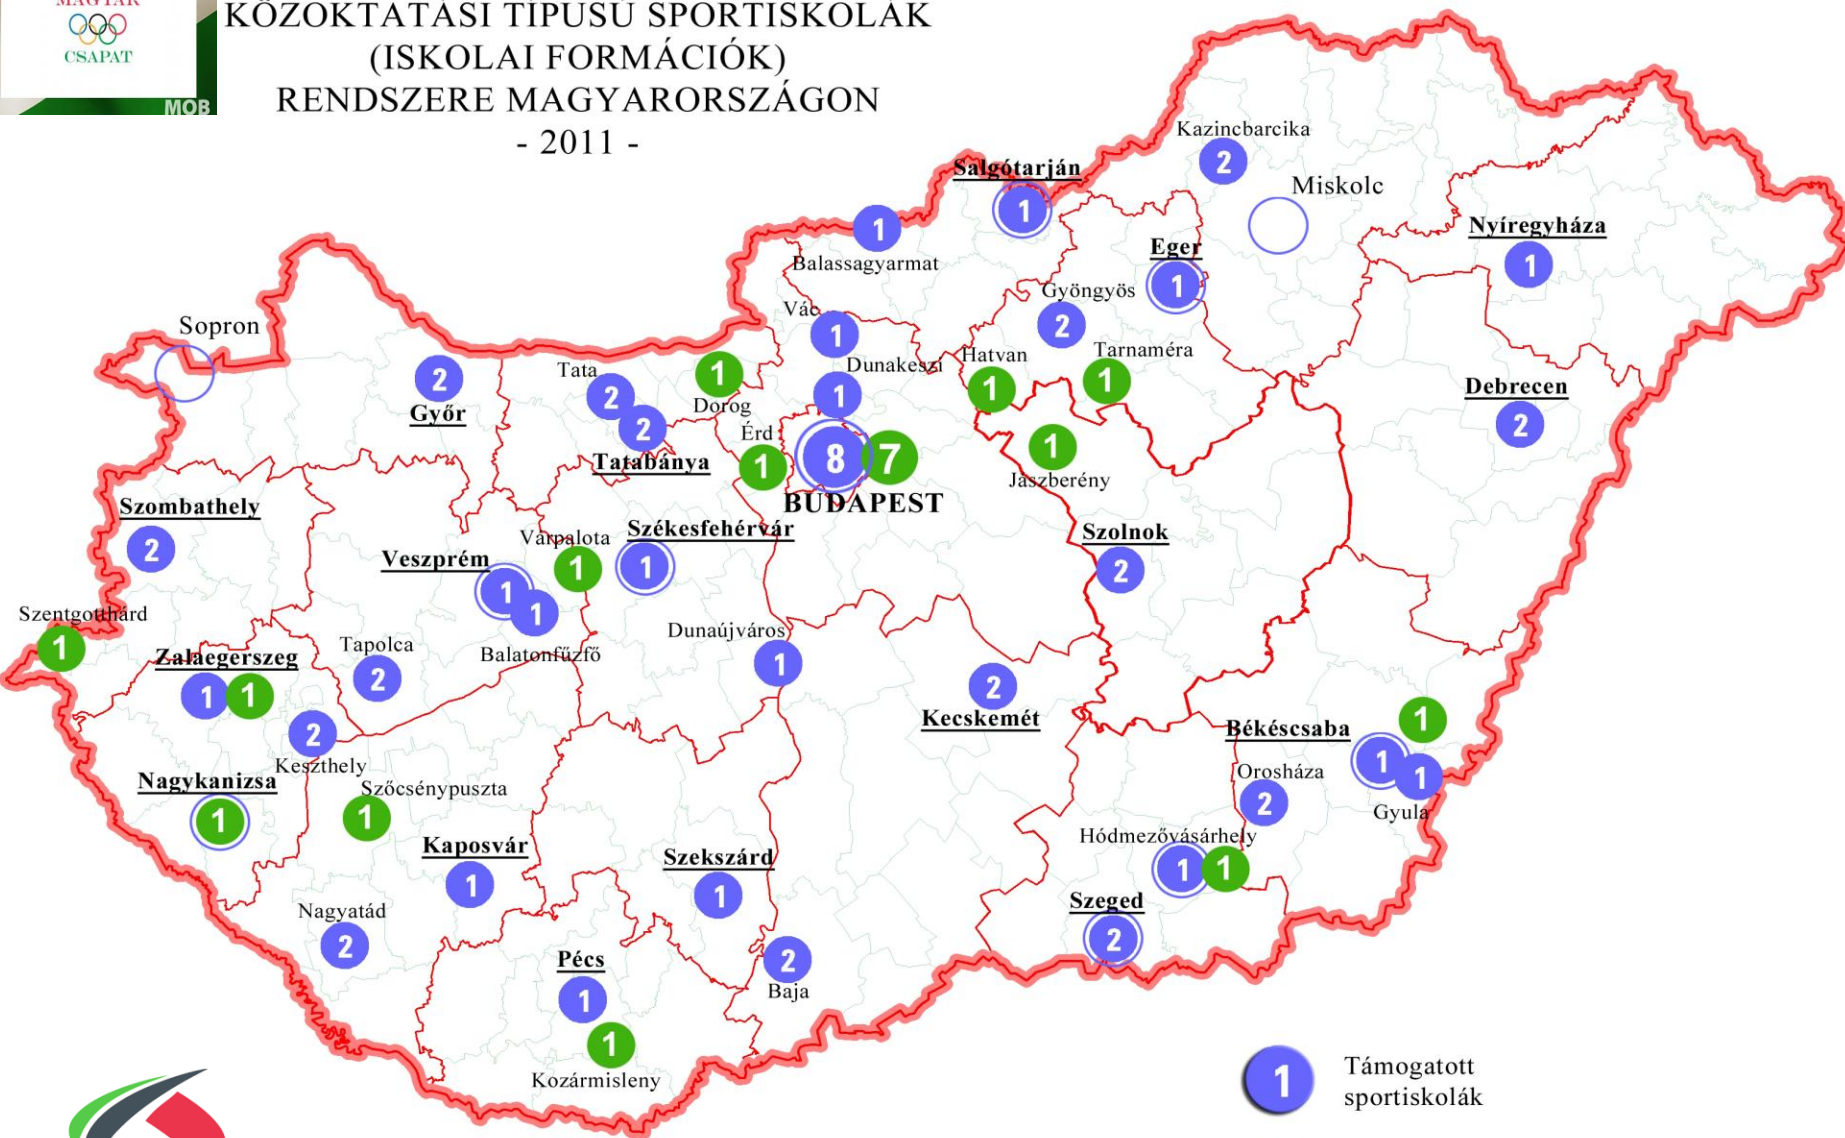 MAGYAR
CSAPAT
MOB
KÖZOKTATÁSI TÍPUSÚ SPORTISKOLÁK
(ISKOLAI FORMÁCIÓK)
RENDSZERE MAGYARORSZÁGON
- 2011 -
Kazincbarcika
2
Salgótarján
1
Miskolc
1
Balassagyarmat
Nyíregyháza
1
Eger
1
Gyöngyös
2
Vác
1
Sopron
Dunakeszi
1
Hatvan
1
Tarnaméra
1
Tata
2
1
Dorog
2
Győr
Debrecen
2
2
Tatabánya
Érd
1
8
7
BUDAPEST
1
Jászberény
Szombathely
2
Székesfehérvár
1
Várpalota
1
Veszprém
1
1
Balatonfűzfő
Szolnok
2
Szentgotthárd
1
Dunaújváros
1
Tapolca
2
Zalaegerszeg
1
1
2
Kecskemét
2
Keszthely
1
Békéscsaba
1
1
Gyula
Orosháza
2
Nagykanizsa
1
Szőcsénypuszta
1
Hódmezővásárhely
1
1
Kaposvár
1
Szekszárd
1
Szeged
2
Nagyatád
2
Pécs
1
2
Baja
1
Kozármisleny
1
Támogatott
sportiskolák